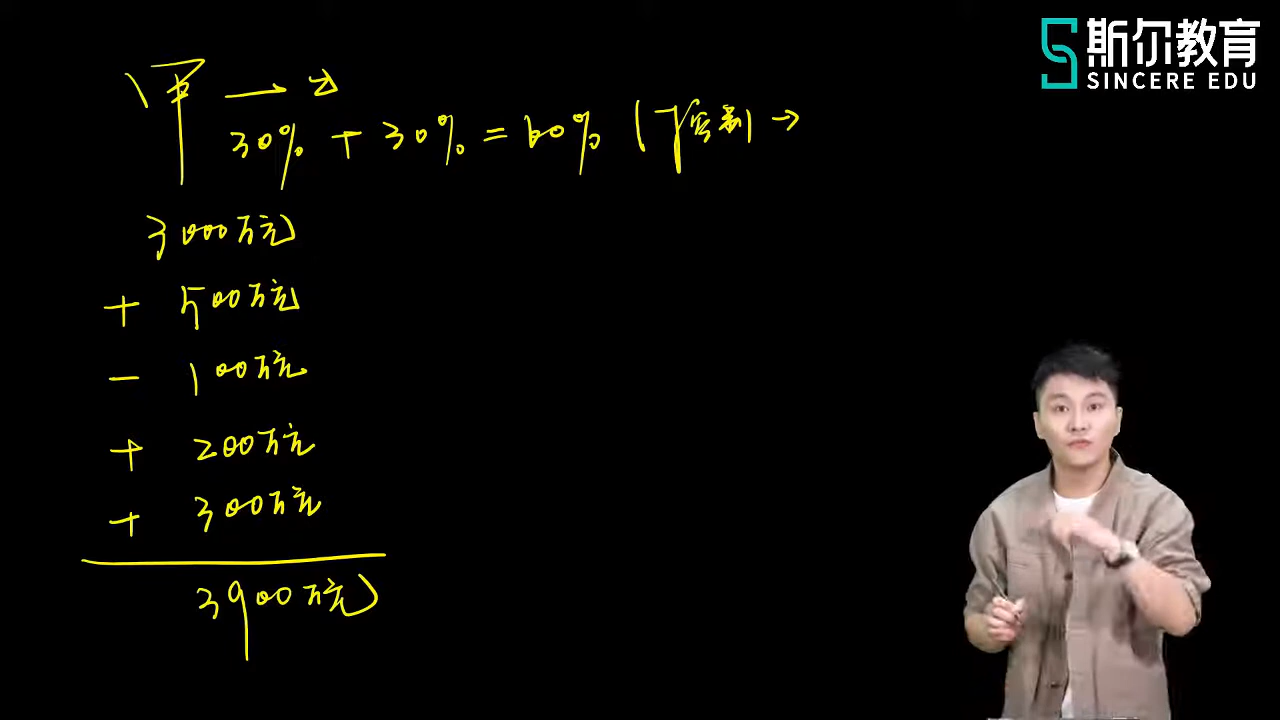 斯尔教育
SINCERE EDU
甲 → 乙
30% + 30% = 60% (下控制) →
3000万元
+ 500万元
- 100万元
+ 200万元
+ 300万元
3900万元